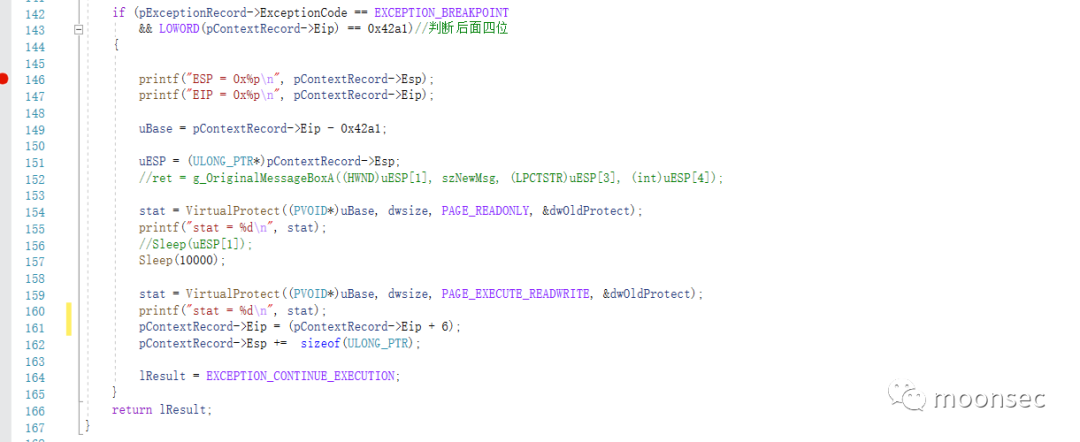 142 if (pExceptionRecord->ExceptionCode == EXCEPTION_BREAKPOINT
143 && LOWORD(pContextRecord->Eip) == 0x42a1)//判断后面四位
144 {
145
146 printf("ESP = 0x%p\n", pContextRecord->Esp);
147 printf("EIP = 0x%p\n", pContextRecord->Eip);
148
149 uBase = pContextRecord->Eip - 0x42a1;
150
151 uESP = (ULONG_PTR*)pContextRecord->Esp;
152 //ret = g_OriginalMessageBoxA((HWND)uESP[1], szNewMsg, (LPCTSTR)uESP[3], (int)uESP[4]);
153
154 stat = VirtualProtect((PVOID*)uBase, dwsize, PAGE_READONLY, &dwOldProtect);
155 printf("stat = %d\n", stat);
156 //Sleep(uESP[1]);
157 Sleep(10000);
158
159 stat = VirtualProtect((PVOID*)uBase, dwsize, PAGE_EXECUTE_READWRITE, &dwOldProtect);
160 printf("stat = %d\n", stat);
161 pContextRecord->Eip = (pContextRecord->Eip + 6);
162 pContextRecord->Esp += sizeof(ULONG_PTR);
163
164 lResult = EXCEPTION_CONTINUE_EXECUTION;
165 }
166 return lResult;
167 }
moonsec